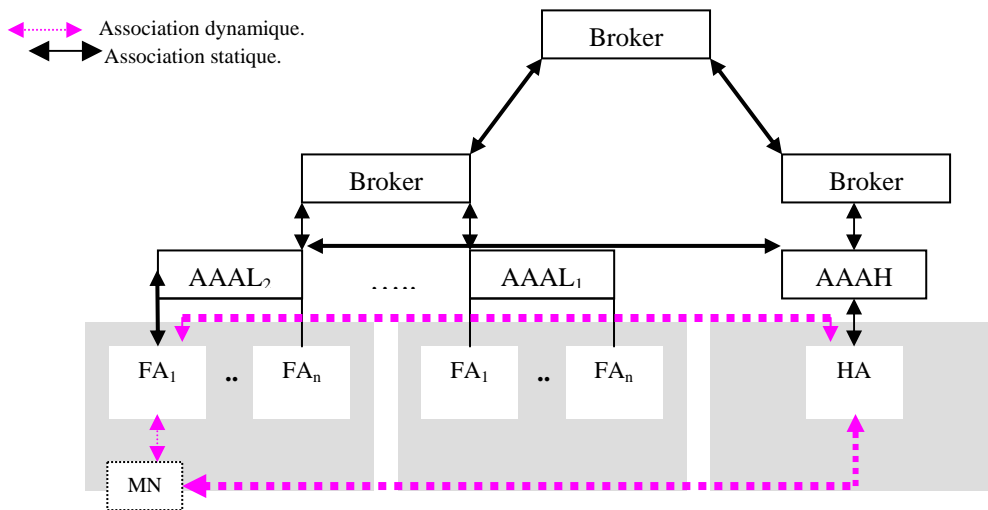 Association dynamique.
Association statique.
Broker
Broker
Broker
AAAL2
.....
AAAL1
AAAH
FA1
..
FAn
FA1
..
FAn
HA
MN